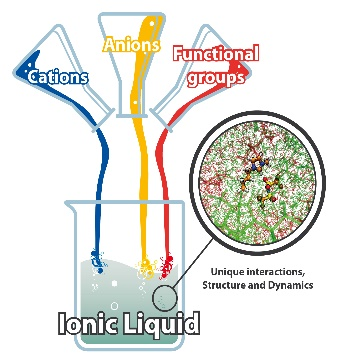 Anions
Cations
Functional
groups
Unique interactions,
Structure and Dynamics
Ionic Liquid